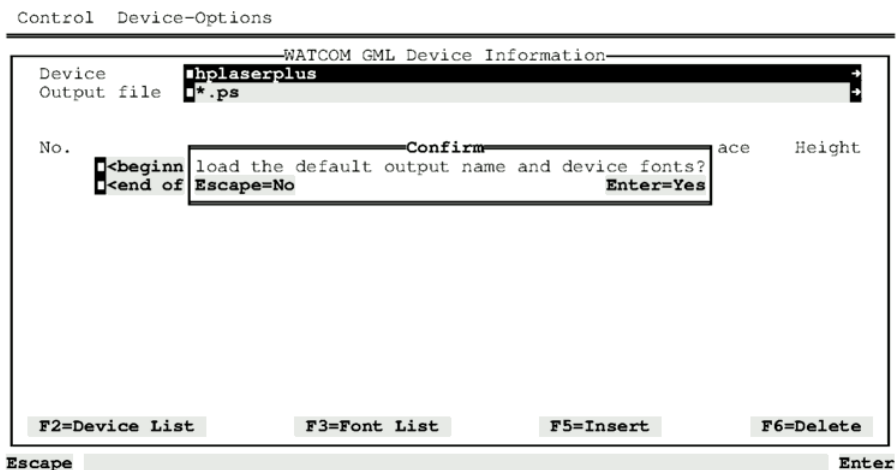 Control Device-Options
WATCOM GML Device Information
Device hplaserplus
Output file *.ps
No. ace Height
Confirm
<beginn load the default output name and device fonts?
<end of Escape=No Enter=Yes
F2=Device List F3=Font List F5=Insert F6=Delete
Escape Enter